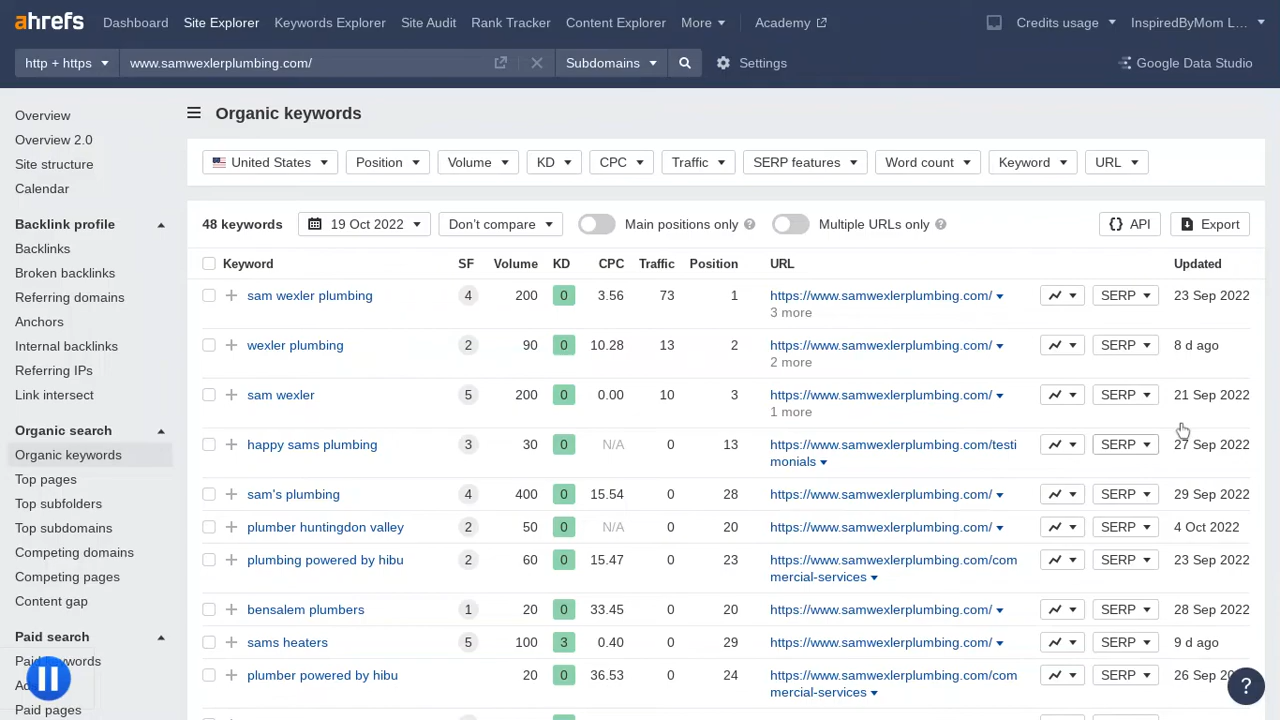 ahrefs Dashboard Site Explorer Keywords Explorer Site Audit Rank Tracker Content Explorer More Academy Credits usage InspiredByMom L...
http + https www.samwexlerplumbing.com/ Subdomains Settings Google Data Studio
Overview
Overview 2.0
Site structure
Calendar
Backlink profile
Backlinks
Broken backlinks
Referring domains
Anchors
Internal backlinks
Referring IPs
Link intersect
Organic search
Organic keywords
Top pages
Top subfolders
Top subdomains
Competing domains
Competing pages
Content gap
Paid search
Paid keywords
Paid pages
Organic keywords
United States Position Volume KD CPC Traffic SERP features Word count Keyword URL
48 keywords 19 Oct 2022 Don't compare Main positions only ? Multiple URLs only ? API Export
Keyword SF Volume KD CPC Traffic Position URL Updated
sam wexler plumbing 4 200 0 3.56 73 1 https://www.samwexlerplumbing.com/ SERP 23 Sep 2022
3 more
wexler plumbing 2 90 0 10.28 13 2 https://www.samwexlerplumbing.com/ SERP 8 d ago
2 more
sam wexler 5 200 0 0.00 10 3 https://www.samwexlerplumbing.com/ SERP 21 Sep 2022
1 more
happy sams plumbing 3 30 0 N/A 0 13 https://www.samwexlerplumbing.com/testi SERP 27 Sep 2022
monials
sam's plumbing 4 400 0 15.54 0 28 https://www.samwexlerplumbing.com/ SERP 29 Sep 2022
plumber huntingdon valley 2 50 0 N/A 0 20 https://www.samwexlerplumbing.com/ SERP 4 Oct 2022
plumbing powered by hibu 2 60 0 15.47 0 23 https://www.samwexlerplumbing.com/com SERP 23 Sep 2022
mercial-services
bensalem plumbers 1 20 0 33.45 0 20 https://www.samwexlerplumbing.com/ SERP 28 Sep 2022
sams heaters 5 100 3 0.40 0 29 https://www.samwexlerplumbing.com/ SERP 9 d ago
plumber powered by hibu 20 0 36.53 0 24 https://www.samwexlerplumbing.com/com SERP 26 Sep
mercial-services
?